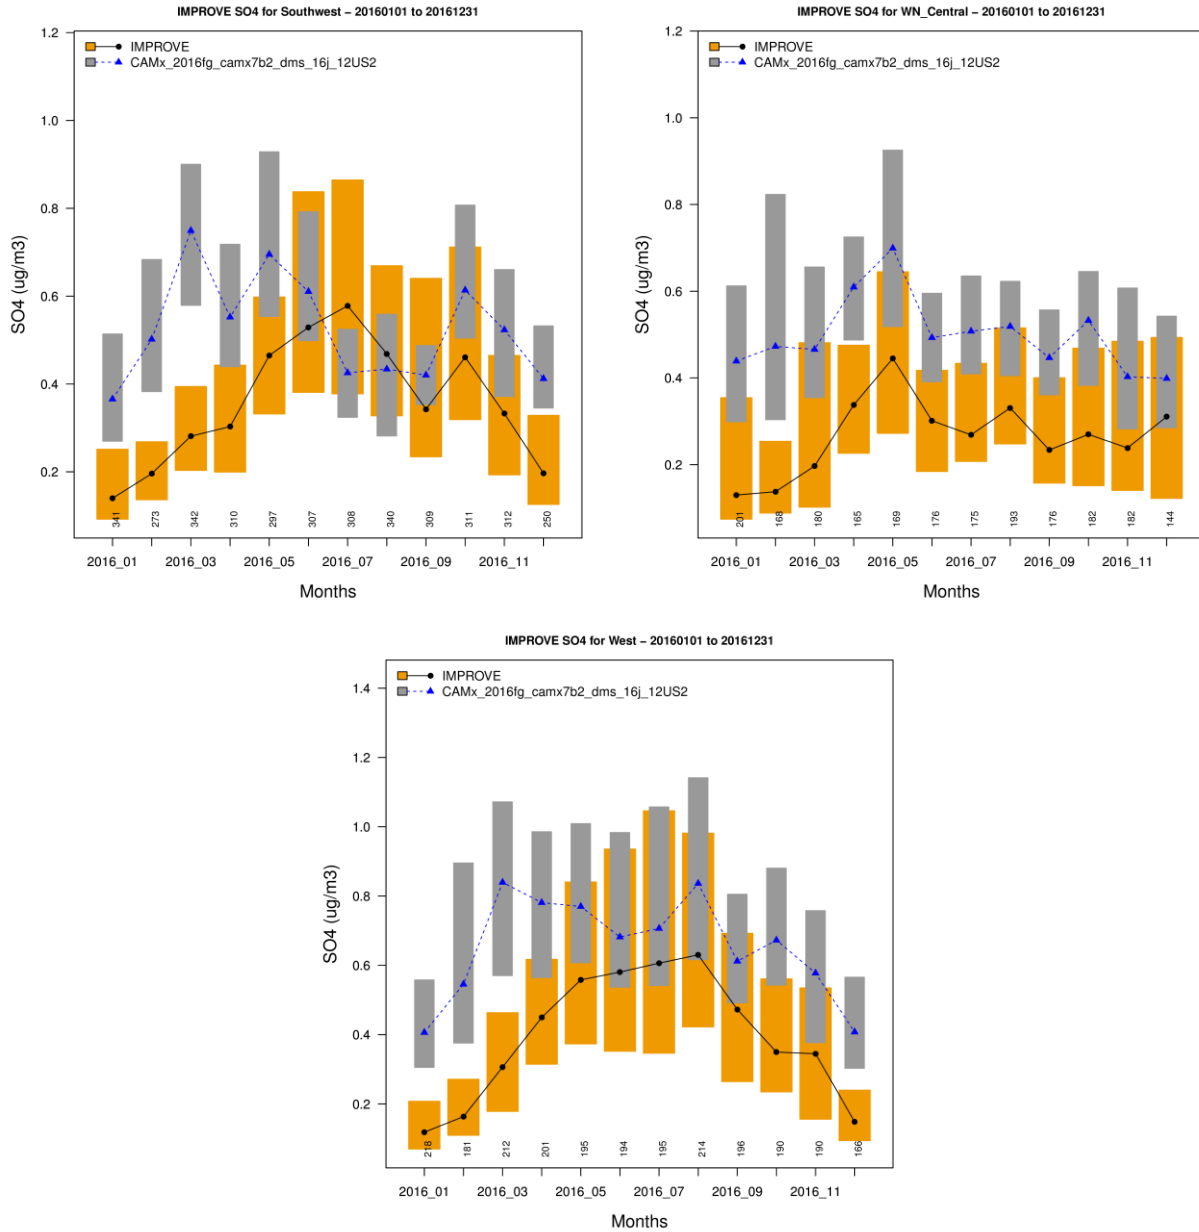 IMPROVE SO4 for Southwest – 20160101 to 20161231
IMPROVE
CAMx_2016fg_camx7b2_dms_16j_12US2
SO4 (ug/m3)
1.2
1.0
0.8
0.6
0.4
0.2
341 273 342 310 297 307 308 340 309 311 312 250
2016_01 2016_03 2016_05 2016_07 2016_09 2016_11
Months
IMPROVE SO4 for WN_Central – 20160101 to 20161231
IMPROVE
CAMx_2016fg_camx7b2_dms_16j_12US2
SO4 (ug/m3)
1.2
1.0
0.8
0.6
0.4
0.2
201 168 180 165 169 176 175 193 176 182 182 144
2016_01 2016_03 2016_05 2016_07 2016_09 2016_11
Months
IMPROVE SO4 for West – 20160101 to 20161231
IMPROVE
CAMx_2016fg_camx7b2_dms_16j_12US2
SO4 (ug/m3)
1.4
1.2
1.0
0.8
0.6
0.4
0.2
218 181 212 201 195 194 195 214 196 190 190 166
2016_01 2016_03 2016_05 2016_07 2016_09 2016_11
Months